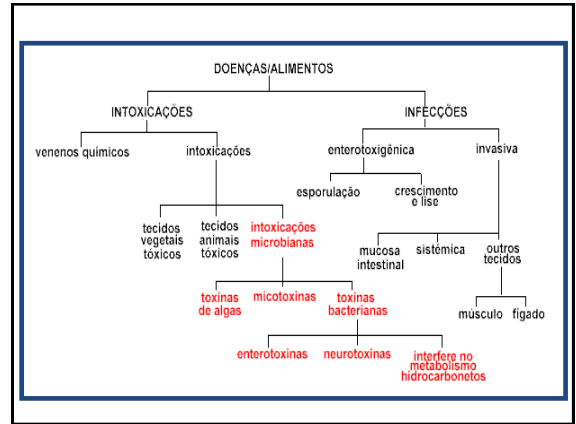 DOENÇAS/ALIMENTOS
INTOXICAÇÕES
INFECÇÕES
venenos químicos
intoxicações
enterotoxigênica
invasiva
esporulação
crescimento
e lise
tecidos
vegetais
tóxicos
tecidos
animais
tóxicos
intoxicações
microbianas
mucosa
intestinal
sistémica
outros
tecidos
toxinas
de algas
micotoxinas
toxinas
bacterianas
músculo
fígado
enterotoxinas
neurotoxinas
interfere no
metabolismo
hidrocarbonetos